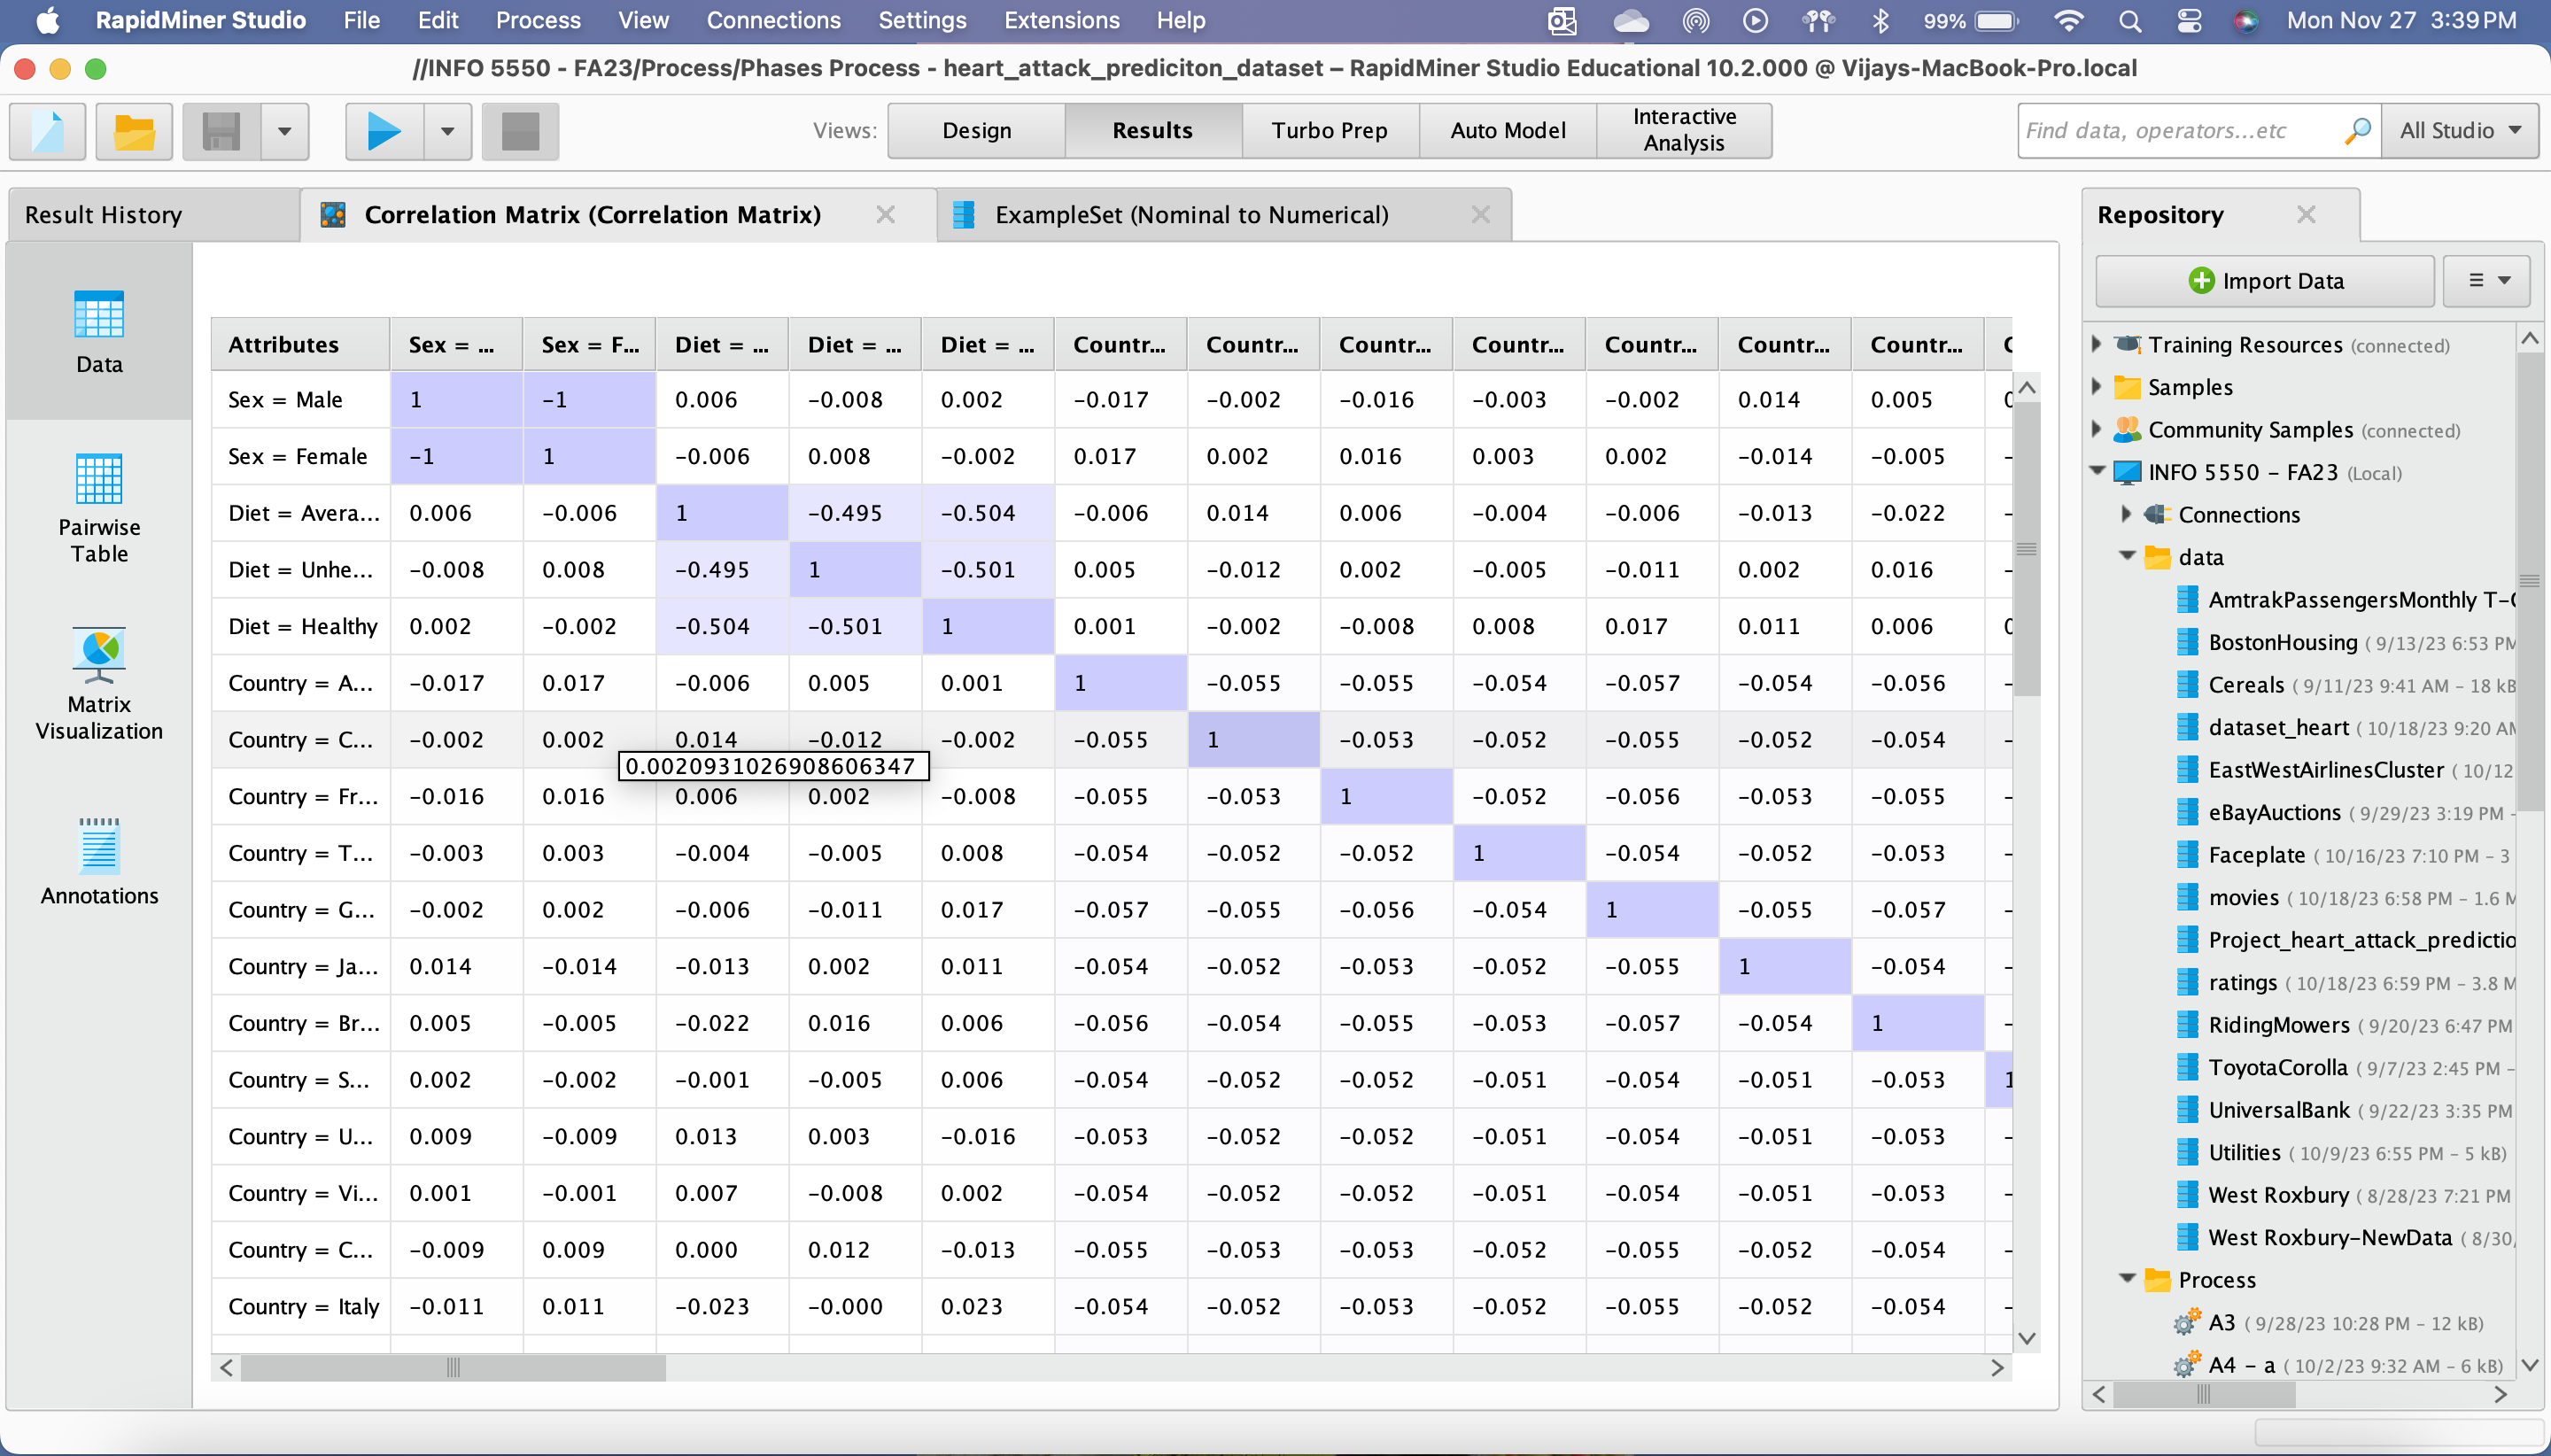 RapidMiner Studio File Edit Process View Connections Settings Extensions Help 99% Mon Nov 27 3:39 PM
//INFO 5550 - FA23/Process/Phases Process - heart_attack_prediciton_dataset – RapidMiner Studio Educational 10.2.000 @ Vijays-MacBook-Pro.local
Views: Design Results Turbo Prep Auto Model Interactive Analysis Find data, operators...etc All Studio
Result History Correlation Matrix (Correlation Matrix) ExampleSet (Nominal to Numerical) Repository
Import Data
Data
Pairwise
Table
Matrix
Visualization
Annotations
Attributes Sex = ... Sex = F... Diet = ... Diet = ... Diet = ... Countr... Countr... Countr... Countr... Countr... Countr... Countr...
Sex = Male 1 -1 0.006 -0.008 0.002 -0.017 -0.002 -0.016 -0.003 -0.002 0.014 0.005
Sex = Female -1 1 -0.006 0.008 -0.002 0.017 0.002 0.016 0.003 0.002 -0.014 -0.005
Diet = Avera... 0.006 -0.006 1 -0.495 -0.504 -0.006 0.014 0.006 -0.004 -0.006 -0.013 -0.022
Diet = Unhe... -0.008 0.008 -0.495 1 -0.501 0.005 -0.012 0.002 -0.005 -0.011 0.002 0.016
Diet = Healthy 0.002 -0.002 -0.504 -0.501 1 0.001 -0.002 -0.008 0.008 0.017 0.011 0.006
Country = A... -0.017 0.017 -0.006 0.005 0.001 1 -0.055 -0.055 -0.054 -0.057 -0.054 -0.056
Country = C... -0.002 0.002 0.014 -0.012 -0.002 -0.055 1 -0.053 -0.052 -0.055 -0.052 -0.054
0.0020931026908606347
Country = Fr... -0.016 0.016 0.006 0.002 -0.008 -0.055 -0.053 1 -0.052 -0.056 -0.053 -0.055
Country = T... -0.003 0.003 -0.004 -0.005 0.008 -0.054 -0.052 -0.052 1 -0.054 -0.052 -0.053
Country = G... -0.002 0.002 -0.006 -0.011 0.017 -0.057 -0.055 -0.056 -0.054 1 -0.055 -0.057
Country = Ja... 0.014 -0.014 -0.013 0.002 0.011 -0.054 -0.052 -0.053 -0.052 -0.055 1 -0.054
Country = Br... 0.005 -0.005 -0.022 0.016 0.006 -0.056 -0.054 -0.055 -0.053 -0.057 -0.054 1
Country = S... 0.002 -0.002 -0.001 -0.005 0.006 -0.054 -0.052 -0.052 -0.051 -0.054 -0.051 -0.053 1
Country = U... 0.009 -0.009 0.013 0.003 -0.016 -0.053 -0.052 -0.052 -0.051 -0.054 -0.051 -0.053
Country = Vi... 0.001 -0.001 0.007 -0.008 0.002 -0.054 -0.052 -0.052 -0.051 -0.054 -0.051 -0.053
Country = C... -0.009 0.009 0.000 0.012 -0.013 -0.055 -0.053 -0.053 -0.052 -0.055 -0.052 -0.054
Country = Italy -0.011 0.011 -0.023 -0.000 0.023 -0.054 -0.052 -0.053 -0.052 -0.055 -0.052 -0.054
Training Resources (connected)
Samples
Community Samples (connected)
INFO 5550 - FA23 (Local)
Connections
data
AmtrakPassengersMonthly T-
BostonHousing ( 9/13/23 6:53 PM
Cereals ( 9/11/23 9:41 AM – 18 kB
dataset_heart ( 10/18/23 9:20 AM
EastWestAirlinesCluster ( 10/12
eBayAuctions ( 9/29/23 3:19 PM –
Faceplate ( 10/16/23 7:10 PM – 3
movies ( 10/18/23 6:58 PM – 1.6 M
Project_heart_attack_predictio
ratings ( 10/18/23 6:59 PM – 3.8 M
RidingMowers ( 9/20/23 6:47 PM
ToyotaCorolla ( 9/7/23 2:45 PM –
UniversalBank ( 9/22/23 3:35 PM
Utilities ( 10/9/23 6:55 PM – 5 kB)
West Roxbury ( 8/28/23 7:21 PM
West Roxbury-NewData ( 8/30,
Process
A3 ( 9/28/23 10:28 PM – 12 kB)
A4 - a ( 10/2/23 9:32 AM – 6 kB)